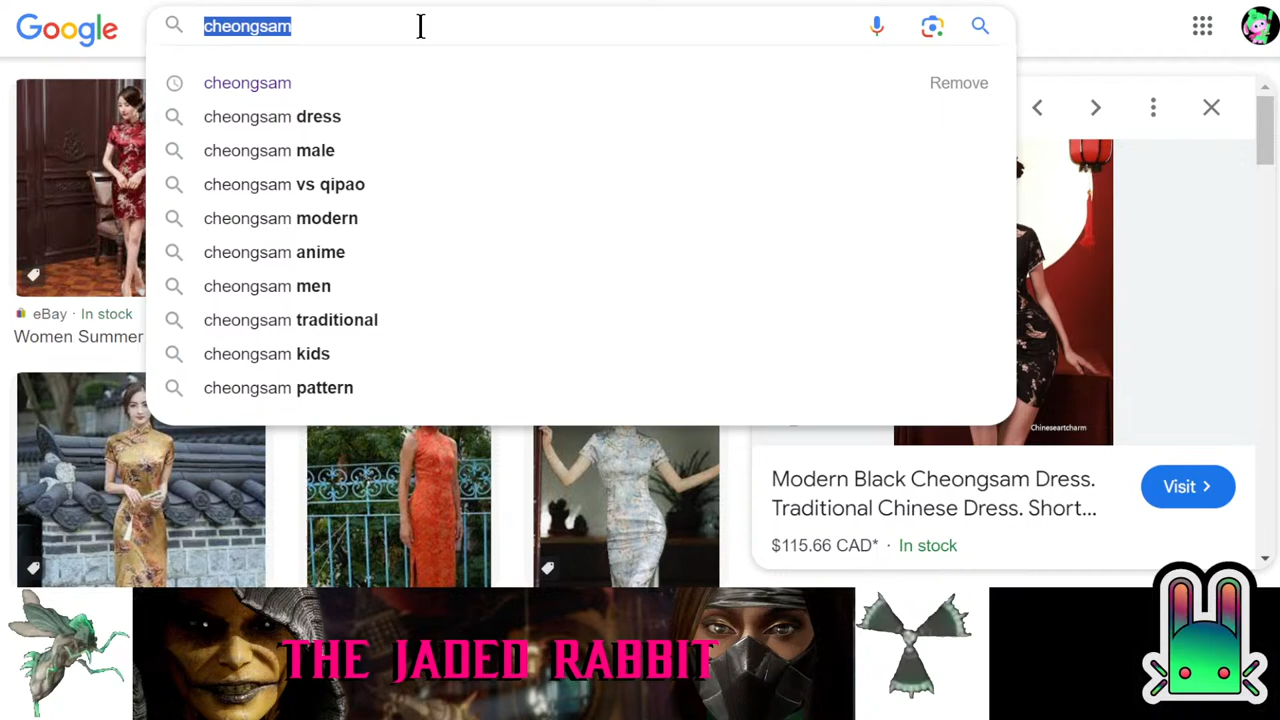 Google
cheongsam
cheongsam
Remove
cheongsam dress
cheongsam male
cheongsam vs qipao
cheongsam modern
cheongsam anime
cheongsam men
cheongsam traditional
cheongsam kids
cheongsam pattern
eBay · In stock
Women Summer
Chineseartcharm
Modern Black Cheongsam Dress.
Traditional Chinese Dress. Short...
Visit
$115.66 CAD* · In stock
THE JADED RABBIT